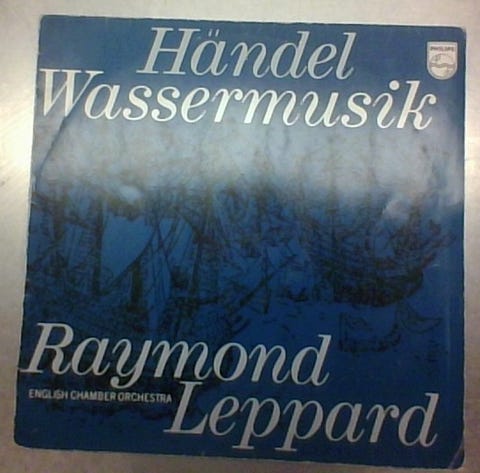 Händel
PHILIPS
Wassermusik
Raymond
ENGLISH CHAMBER ORCHESTRA
Leppard